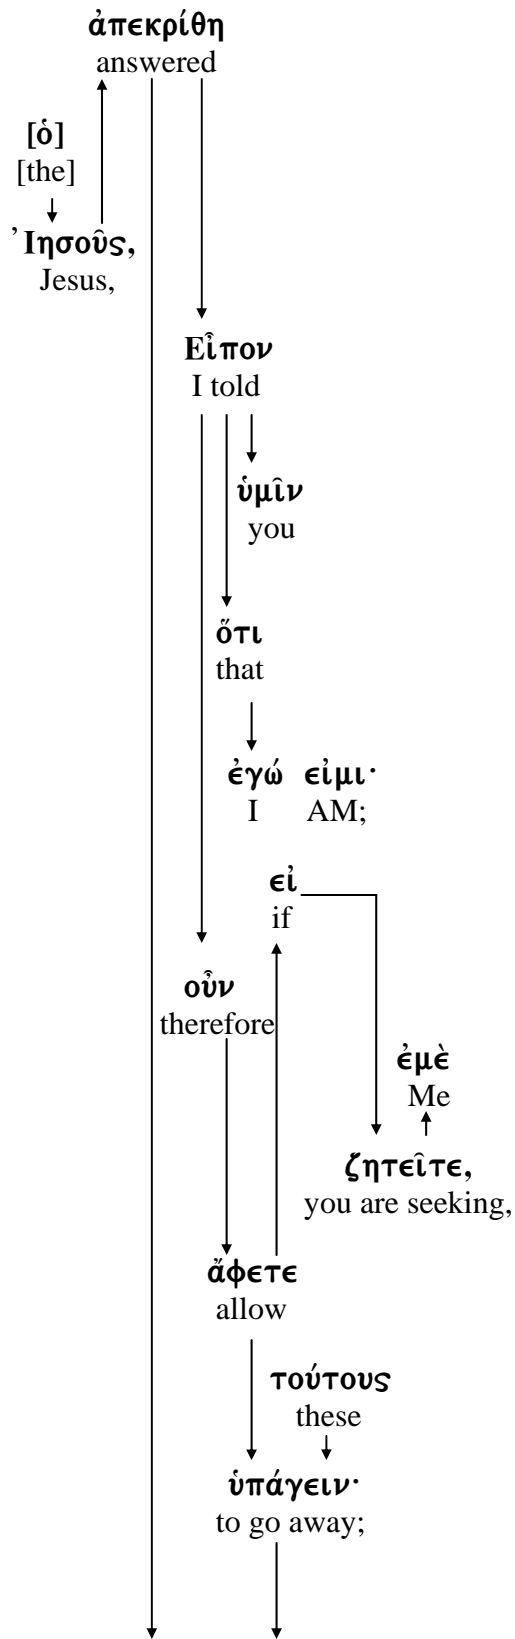 ἀπεκρίθη
answered
[ὁ]
[the]
Ἰησοῦς,
Jesus,
Εἶπον
I told
ὑμῖν
you
ὅτι
that
ἐγώ εἰμι·
I AM;
εἰ
if
οὖν
therefore
ἐμὲ
Me
ζητεῖτε,
you are seeking,
ἄφετε
allow
τούτους
these
ὑπάγειν·
to go away;